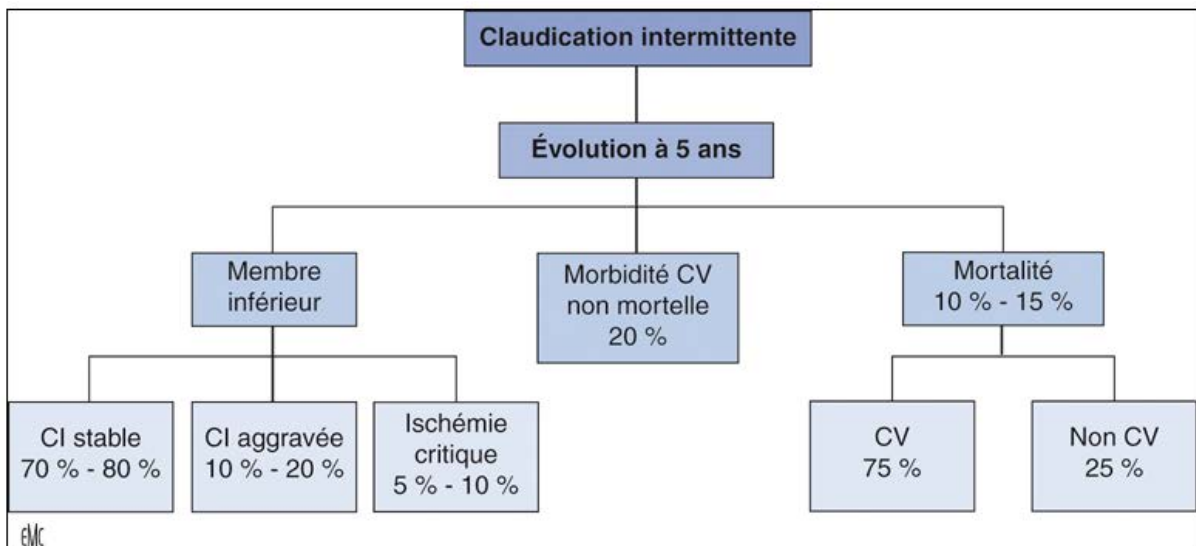 Claudication intermittente
Évolution à 5 ans
Membre
inférieur
Morbidité CV
non mortelle
20 %
Mortalité
10 % - 15 %
CI stable
70 % - 80 %
CI aggravée
10 % - 20 %
Ischémie
critique
5 % - 10 %
CV
75 %
Non CV
25 %
EMC